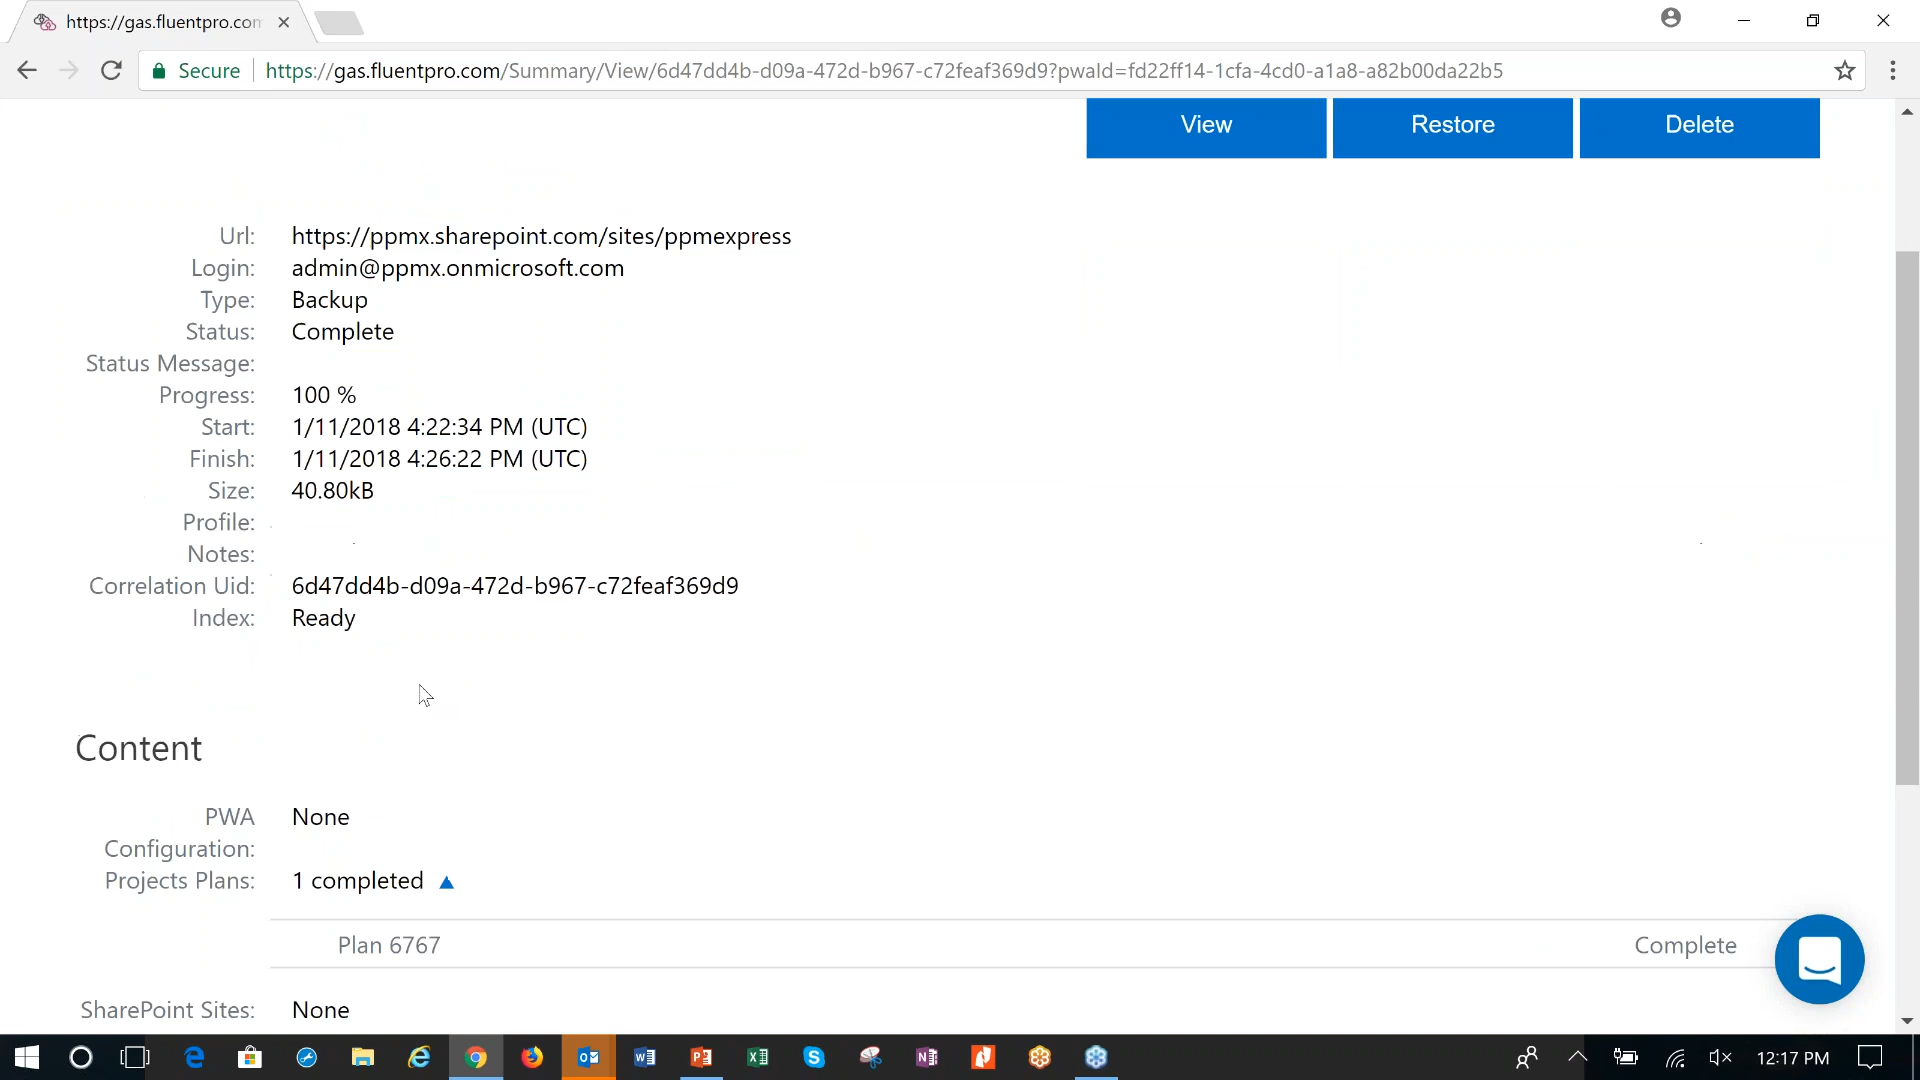 https://gas.fluentpro.con
Secure https://gas.fluentpro.com/Summary/View/6d47dd4b-d09a-472d-b967-c72feaf369d9?pwaId=fd22ff14-1cfa-4cd0-a1a8-a82b00da22b5
View Restore Delete
Url: https://ppmx.sharepoint.com/sites/ppmexpress
Login: admin@ppmx.onmicrosoft.com
Type: Backup
Status: Complete
Status Message:
Progress: 100 %
Start: 1/11/2018 4:22:34 PM (UTC)
Finish: 1/11/2018 4:26:22 PM (UTC)
Size: 40.80kB
Profile:
Notes:
Correlation Uid: 6d47dd4b-d09a-472d-b967-c72feaf369d9
Index: Ready
Content
PWA None
Configuration:
Projects Plans: 1 completed
Plan 6767 Complete
SharePoint Sites: None
12:17 PM